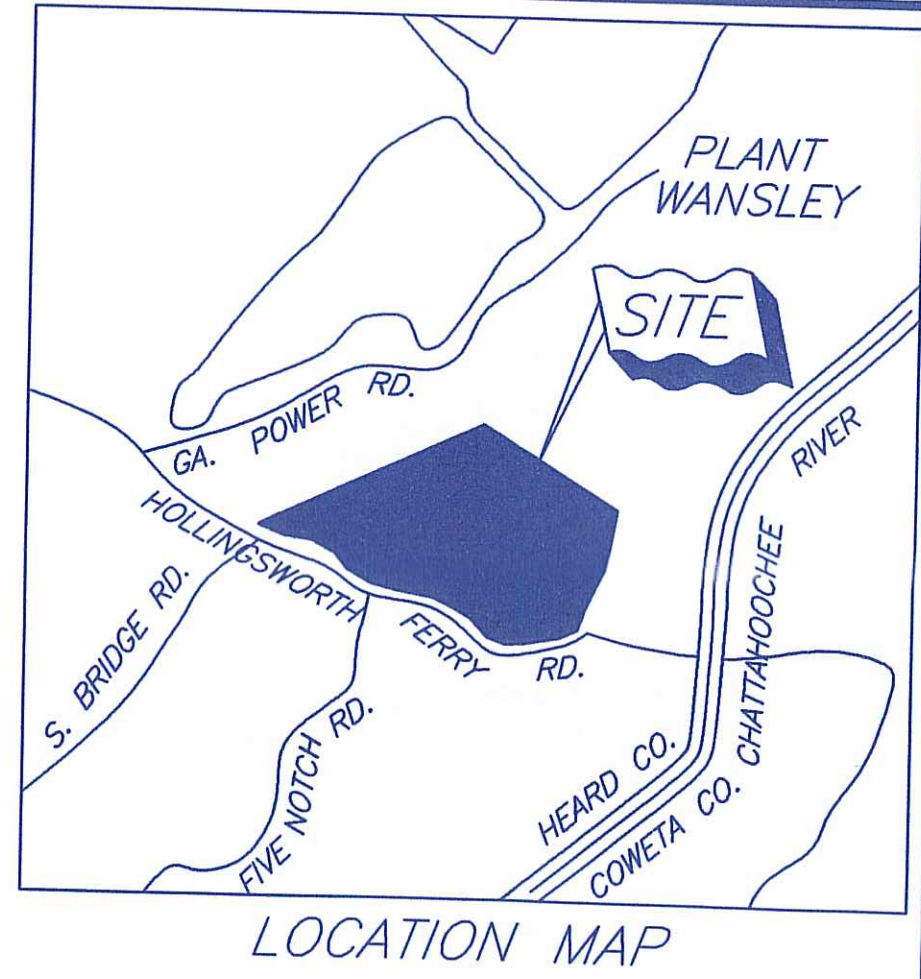 PLANT
WANSLEY
SITE
GA. POWER RD.
RIVER
CHATTAHOOCHEE
HOLLINGSWORTH FERRY RD.
S. BRIDGE RD.
FIVE NOTCH RD.
HEARD CO.
COWETA CO.
LOCATION MAP